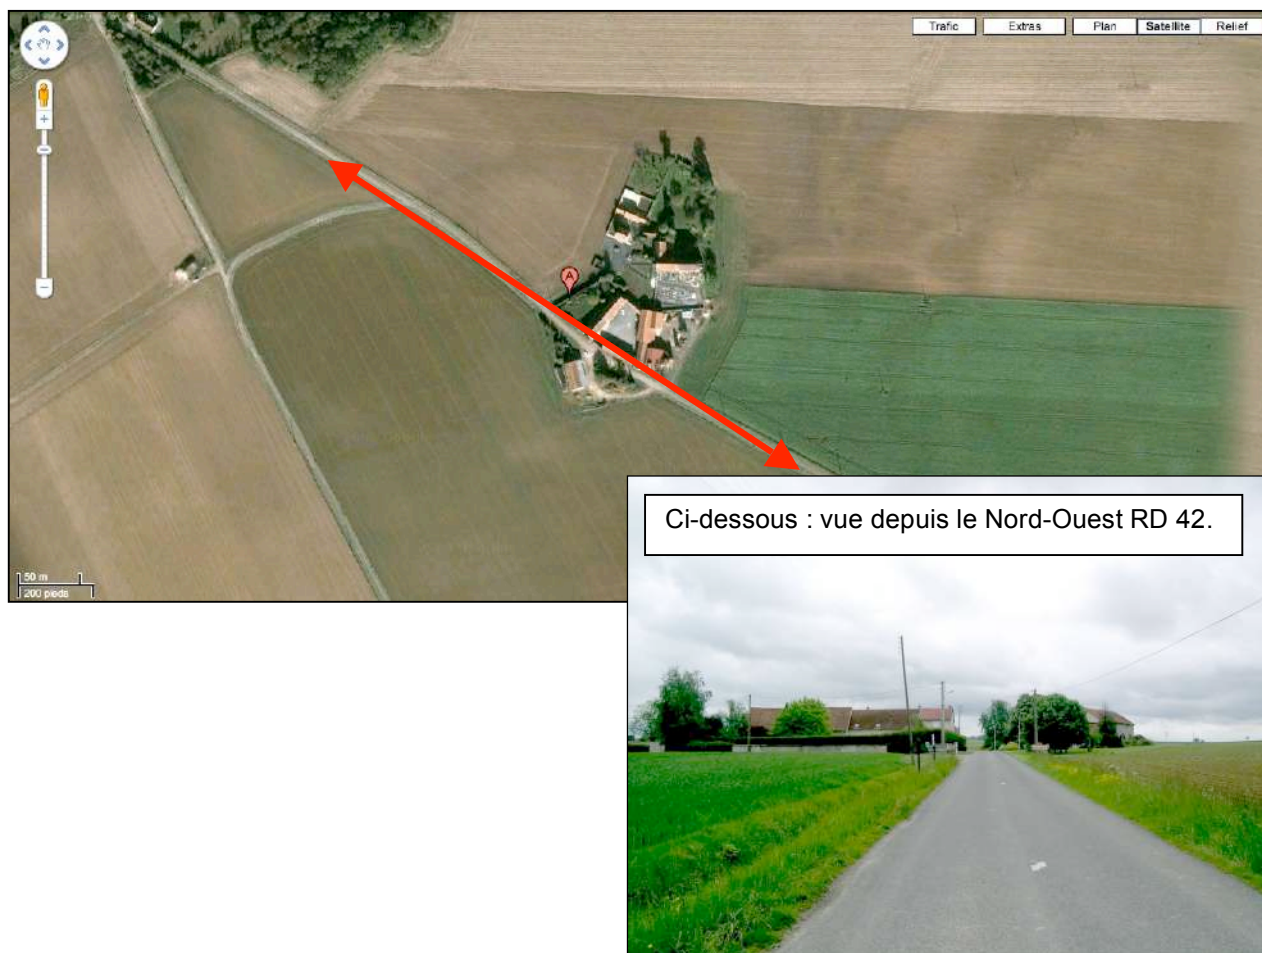 Trafic
Extras
Plan
Satellite
Relief
A
50 m
200 pieds
Ci-dessous : vue depuis le Nord-Ouest RD 42.